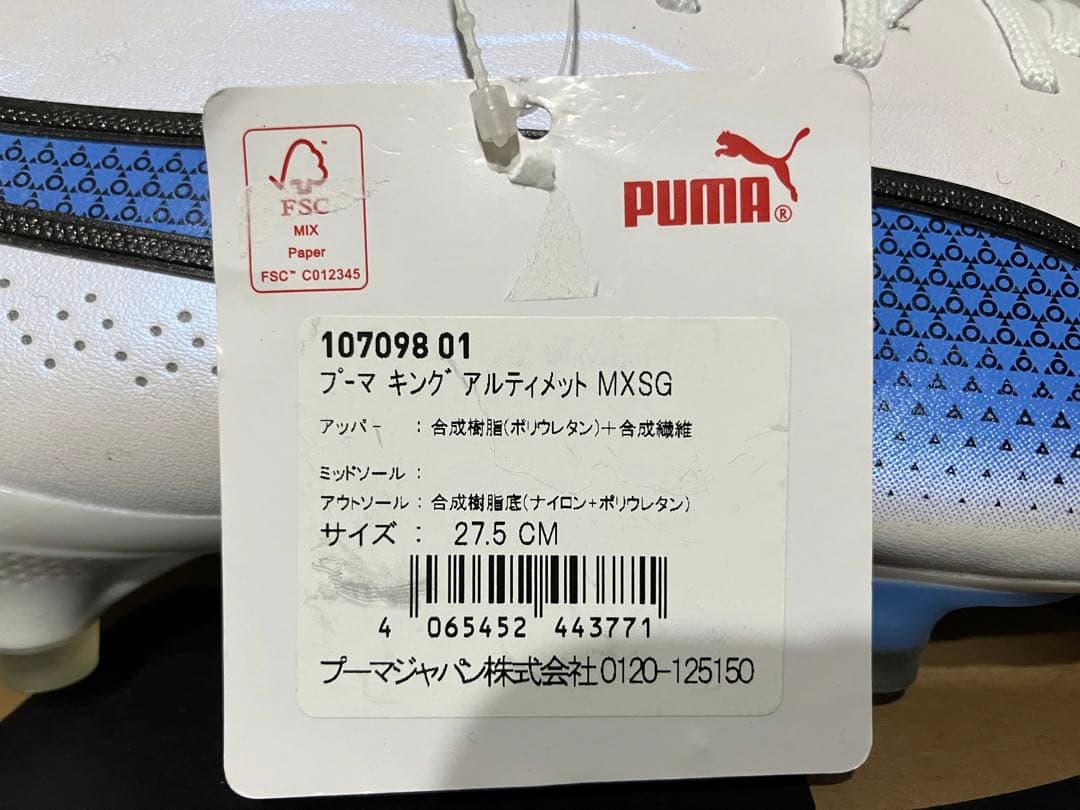 FSC
MIX
Paper
FSC™ C012345
PUMA®
107098 01
プーマ キング アルティメット MXSG
アッパー : 合成樹脂(ポリウレタン)+合成繊維
ミッドソール :
アウトソール : 合成樹脂底(ナイロン+ポリウレタン)
サイズ : 27.5 CM
4 065452 443771
プーマジャパン株式会社0120-125150